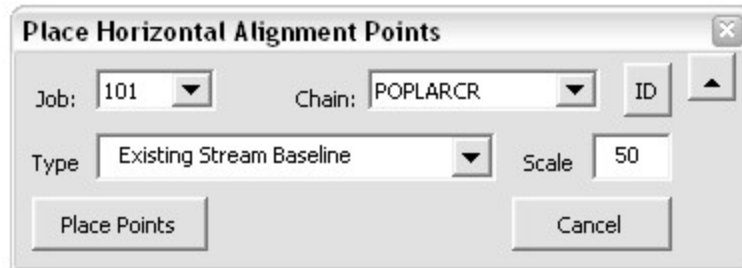 Place Horizontal Alignment Points
Job: 101 Chain: POPLARCR ID
Type Existing Stream Baseline Scale 50
Place Points Cancel